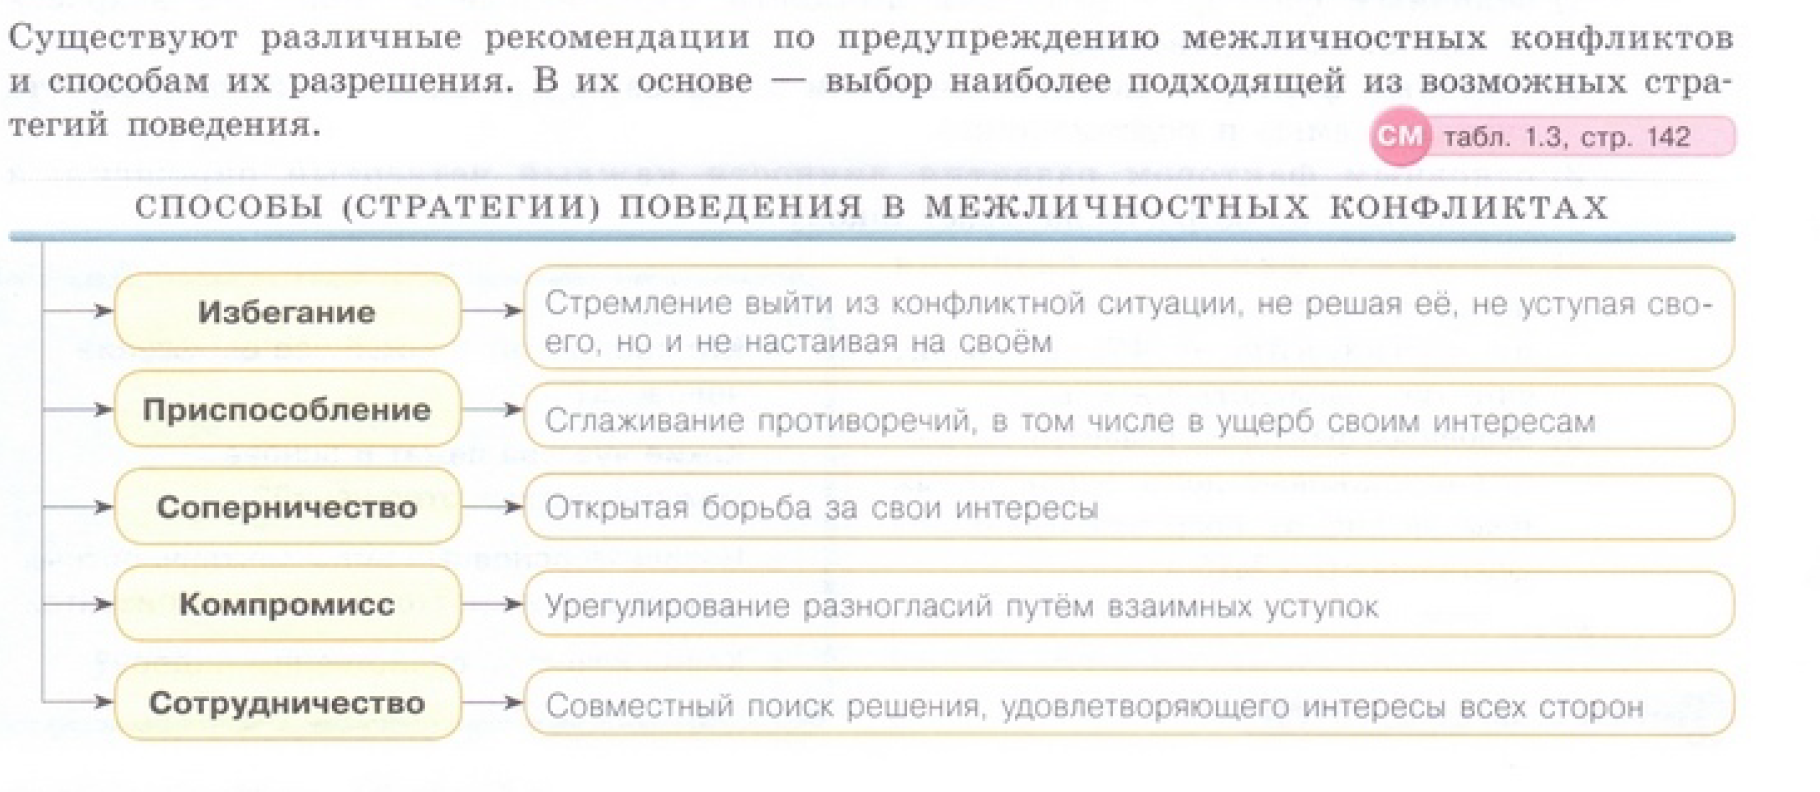 Существуют различные рекомендации по предупреждению межличностных конфликтов
и способам их разрешения. В их основе — выбор наиболее подходящей из возможных стра-
тегий поведения.
СМ табл. 1.3, стр. 142
СПОСОБЫ (СТРАТЕГИИ) ПОВЕДЕНИЯ В МЕЖЛИЧНОСТНЫХ КОНФЛИКТАХ
Избегание
Стремление выйти из конфликтной ситуации, не решая её, не уступая сво-
его, но и не настаивая на своём
Приспособление
Сглаживание противоречий, в том числе в ущерб своим интересам
Соперничество
Открытая борьба за свои интересы
Компромисс
Урегулирование разногласий путём взаимных уступок
Сотрудничество
Совместный поиск решения, удовлетворяющего интересы всех сторон